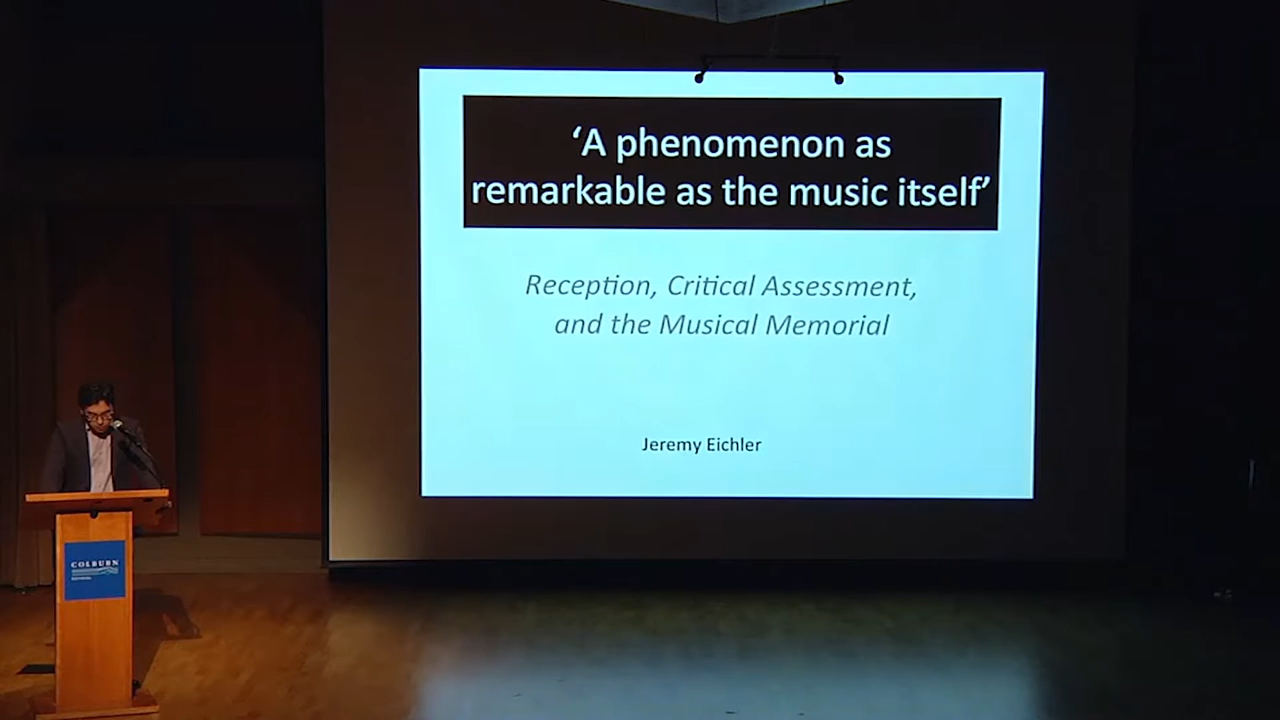 ‘A phenomenon as
remarkable as the music itself’
Reception, Critical Assessment,
and the Musical Memorial
Jeremy Eichler
COLBURN